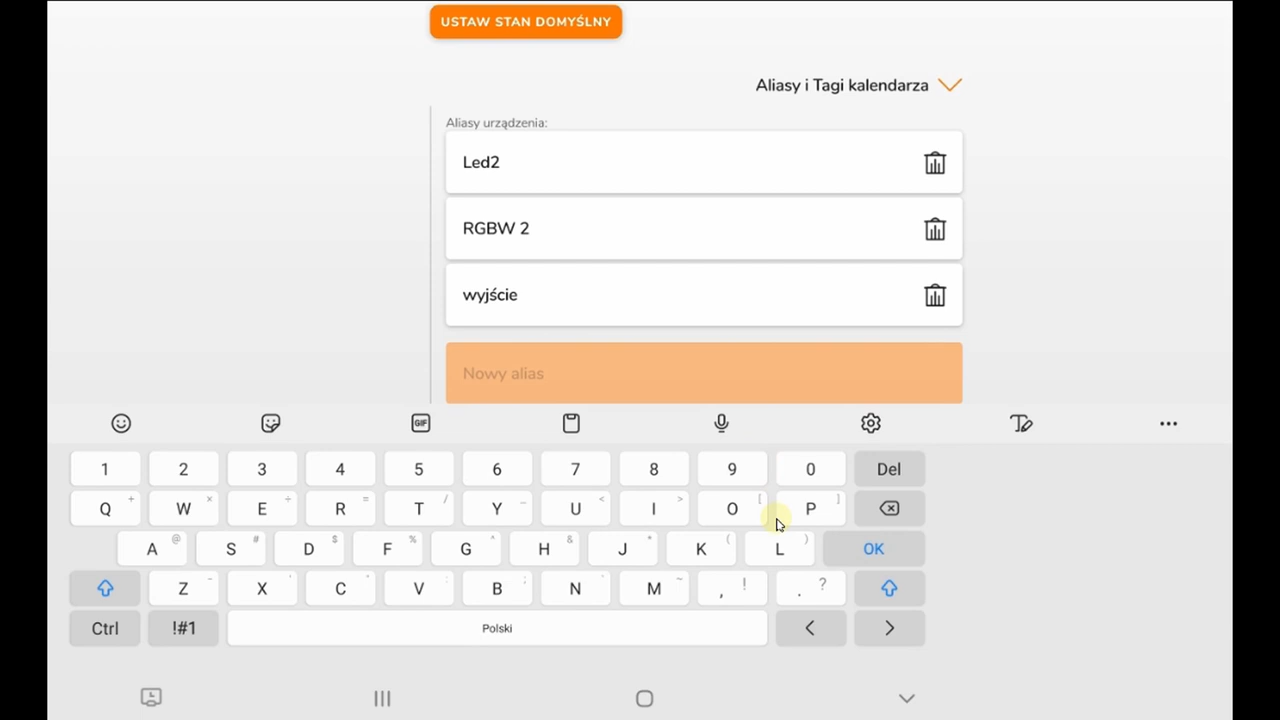 USTAW STAN DOMYŚLNY
Aliasy i Tagi kalendarza
Aliasy urządzenia:
Led2
RGBW 2
wyjście
Nowy alias
GIF
1 2 3 4 5 6 7 8 9 0 Del
Q + W × E ÷ R = T / Y _ U < I > O [ P ]
A @ S # D $ F % G ^ H & J * K ( L ) OK
Z - X ' C " V : B ; N ' M ~ , ! . ?
Ctrl !#1 Polski < >